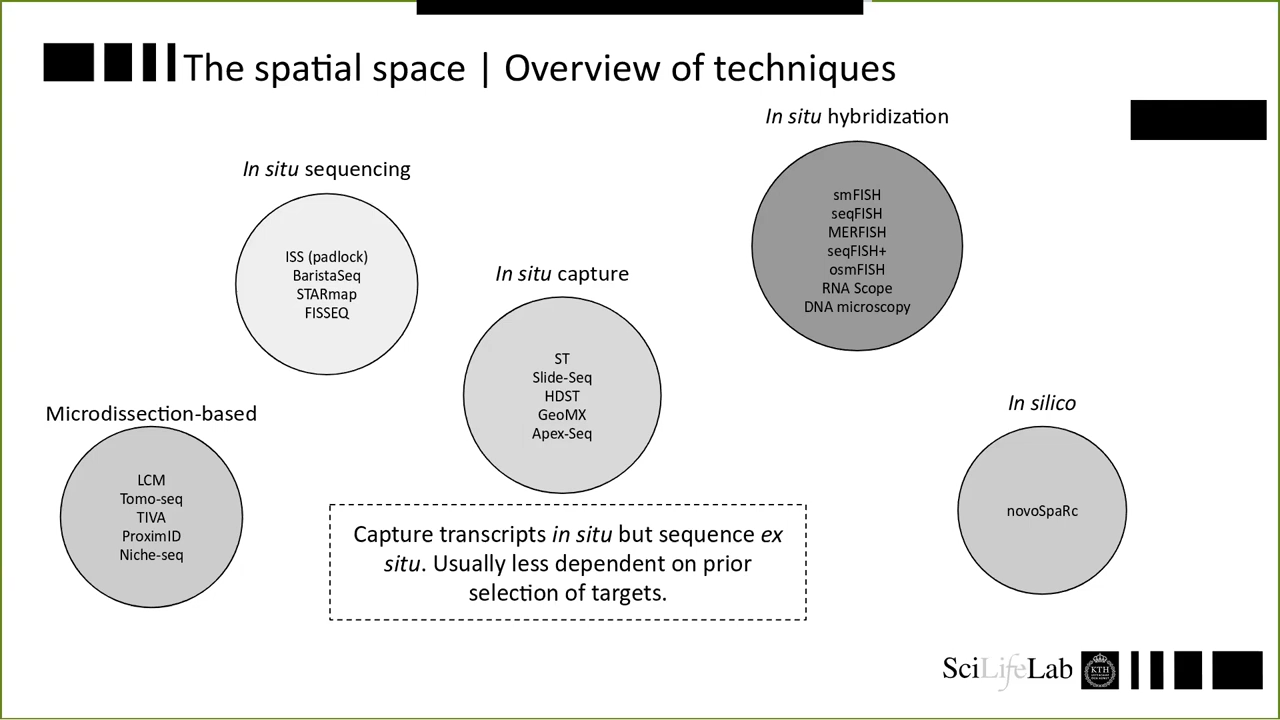 The spatial space | Overview of techniques
In situ hybridization
smFISH
seqFISH
MERFISH
seqFISH+
osmFISH
RNA Scope
DNA microscopy
In situ sequencing
ISS (padlock)
BaristaSeq
STARmap
FISSEQ
In situ capture
ST
Slide-Seq
HDST
GeoMX
Apex-Seq
Microdissection-based
LCM
Tomo-seq
TIVA
ProximID
Niche-seq
In silico
novoSpaRc
Capture transcripts in situ but sequence ex
situ. Usually less dependent on prior
selection of targets.
SciLifeLab
KTH